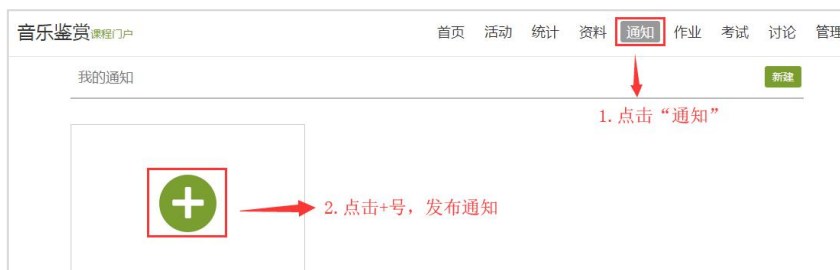 音乐鉴赏课程门户 首页 活动 统计 资料 通知 作业 考试 讨论 管理
我的通知 新建
1.点击“通知”
2.点击+号，发布通知